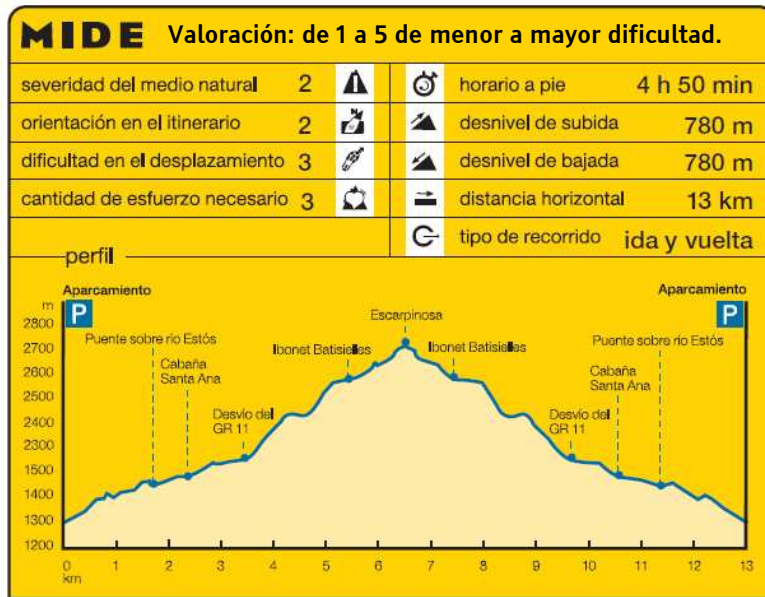 MIDE Valoración: de 1 a 5 de menor a mayor dificultad.
severidad del medio natural 2
orientación en el itinerario 2
dificultad en el desplazamiento 3
cantidad de esfuerzo necesario 3
horario a pie 4 h 50 min
desnivel de subida 780 m
desnivel de bajada 780 m
distancia horizontal 13 km
tipo de recorrido ida y vuelta
perfil
Aparcamiento
P
Puente sobre río Estós
Cabaña
Santa Ana
Desvío del
GR 11
Ibonet Batisielles
Escarpinosa
Ibonet Batisielles
Desvío del
GR 11
Cabaña
Santa Ana
Puente sobre río Estós
Aparcamiento
P
m
2800
2700
2600
2500
2400
2300
1500
1400
1300
1200
0 1 2 3 4 5 6 7 8 9 10 11 12 13
km